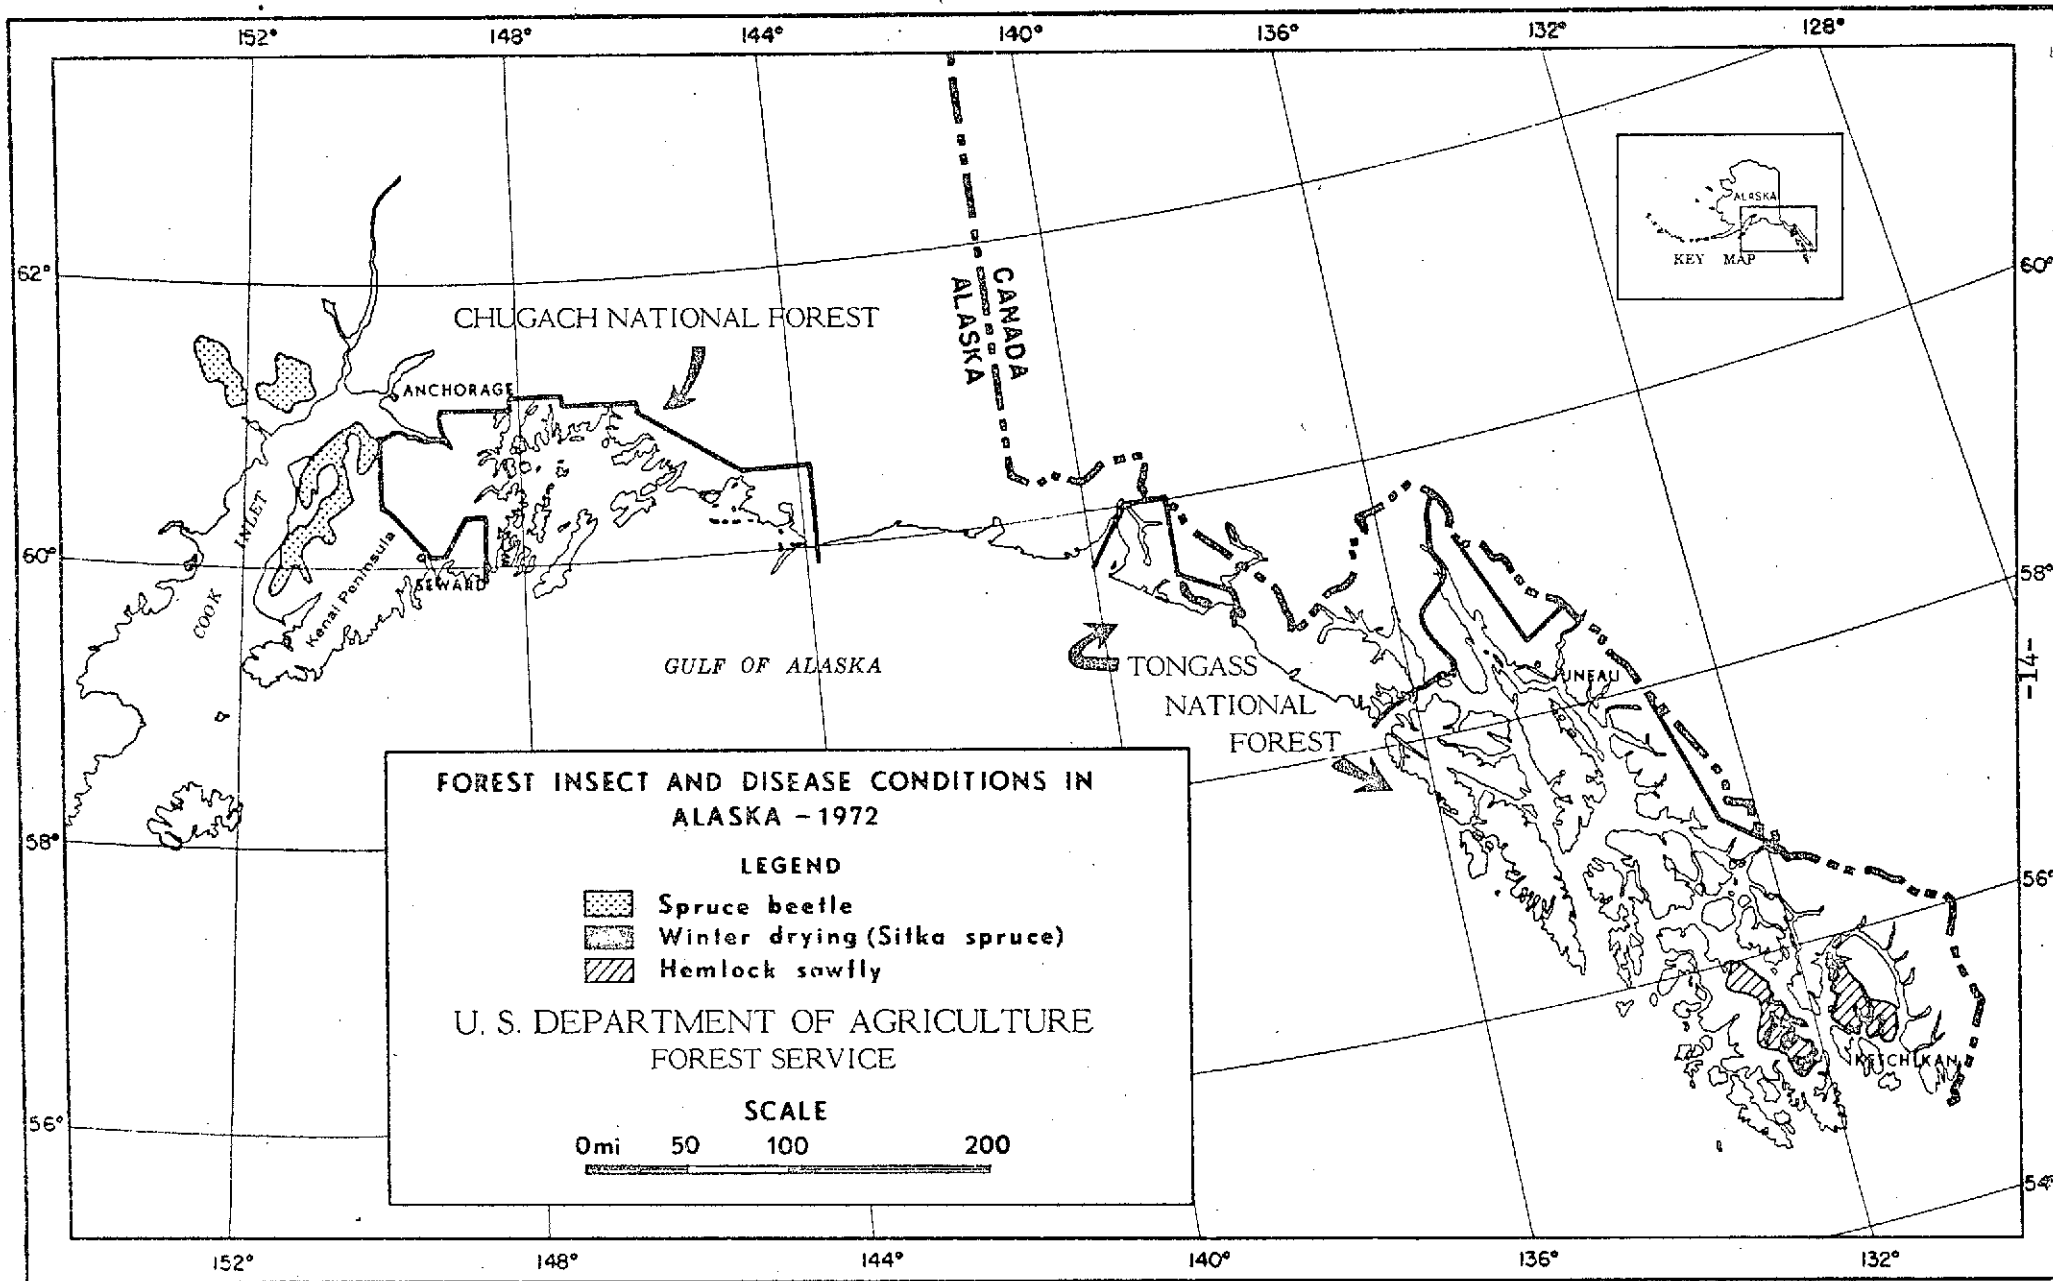 152° 148° 144° 140° 136° 132° 128°
ALASKA
KEY MAP
62°
60°
CANADA
ALASKA
CHUGACH NATIONAL FOREST
ANCHORAGE
COOK INLET
Kenai Peninsula
SEWARD
60°
58°
GULF OF ALASKA
TONGASS
NATIONAL
FOREST
UNEAU
-14-
FOREST INSECT AND DISEASE CONDITIONS IN
ALASKA - 1972
LEGEND
Spruce beetle
Winter drying (Sitka spruce)
Hemlock sawfly
U. S. DEPARTMENT OF AGRICULTURE
FOREST SERVICE
SCALE
0mi 50 100 200
58°
56°
KETCHIKAN
56°
54°
152° 148° 144° 140° 136° 132°